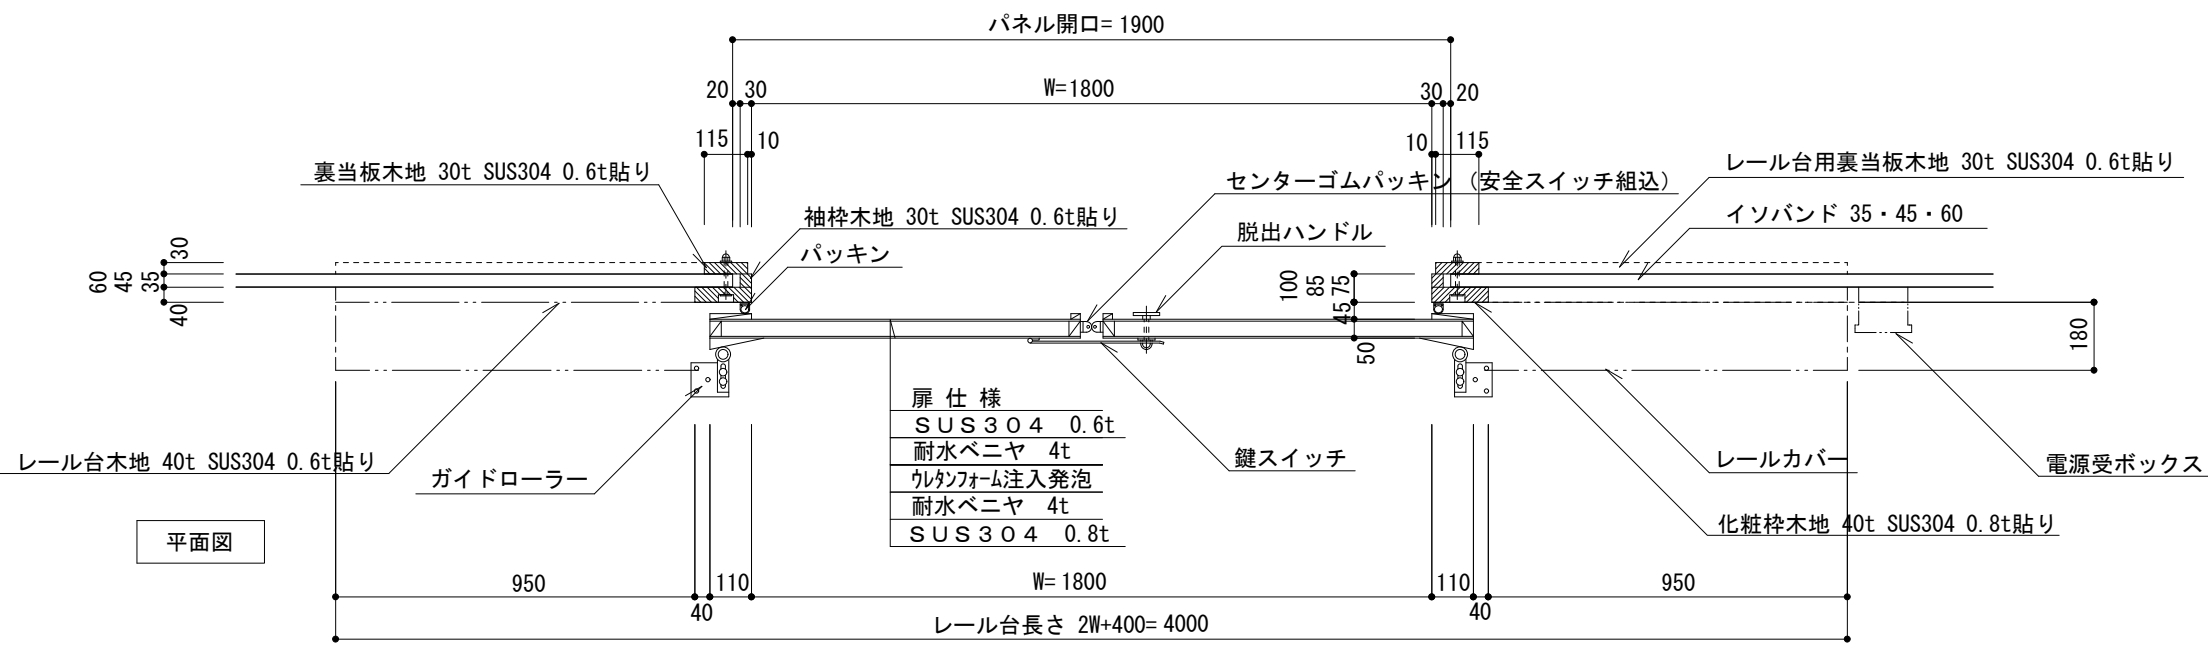 パネル開口= 1900
20 30 W=1800 30 20
115 10 10 115
裏当板木地 30t SUS304 0.6t貼り
センターゴムパッキン (安全スイッチ組込)
レール台用裏当板木地 30t SUS304 0.6t貼り
袖枠木地 30t SUS304 0.6t貼り
イソバンド 35・45・60
脱出ハンドル
パッキン
30
60 45 35
40
100 85 75
45
50
180
扉 仕 様
SUS304 0.6t
耐水ベニヤ 4t
ウレタンフォーム注入発泡
耐水ベニヤ 4t
SUS304 0.8t
レール台木地 40t SUS304 0.6t貼り
ガイドローラー
鍵スイッチ
レールカバー
電源受ボックス
化粧枠木地 40t SUS304 0.8t貼り
平面図
950 110 W= 1800 110 950
40 40
レール台長さ 2W+400= 4000